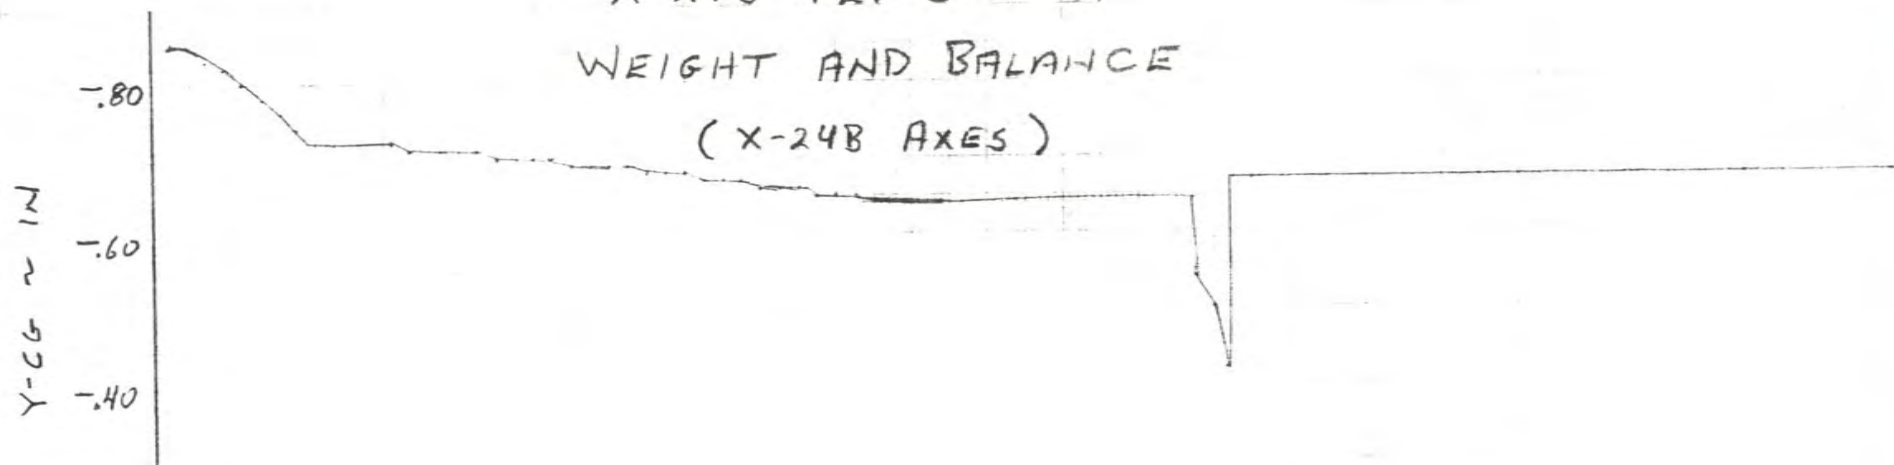 WEIGHT AND BALANCE
(X-24B AXES)
-.80
-.60
-.40
Y-CG ~ IN